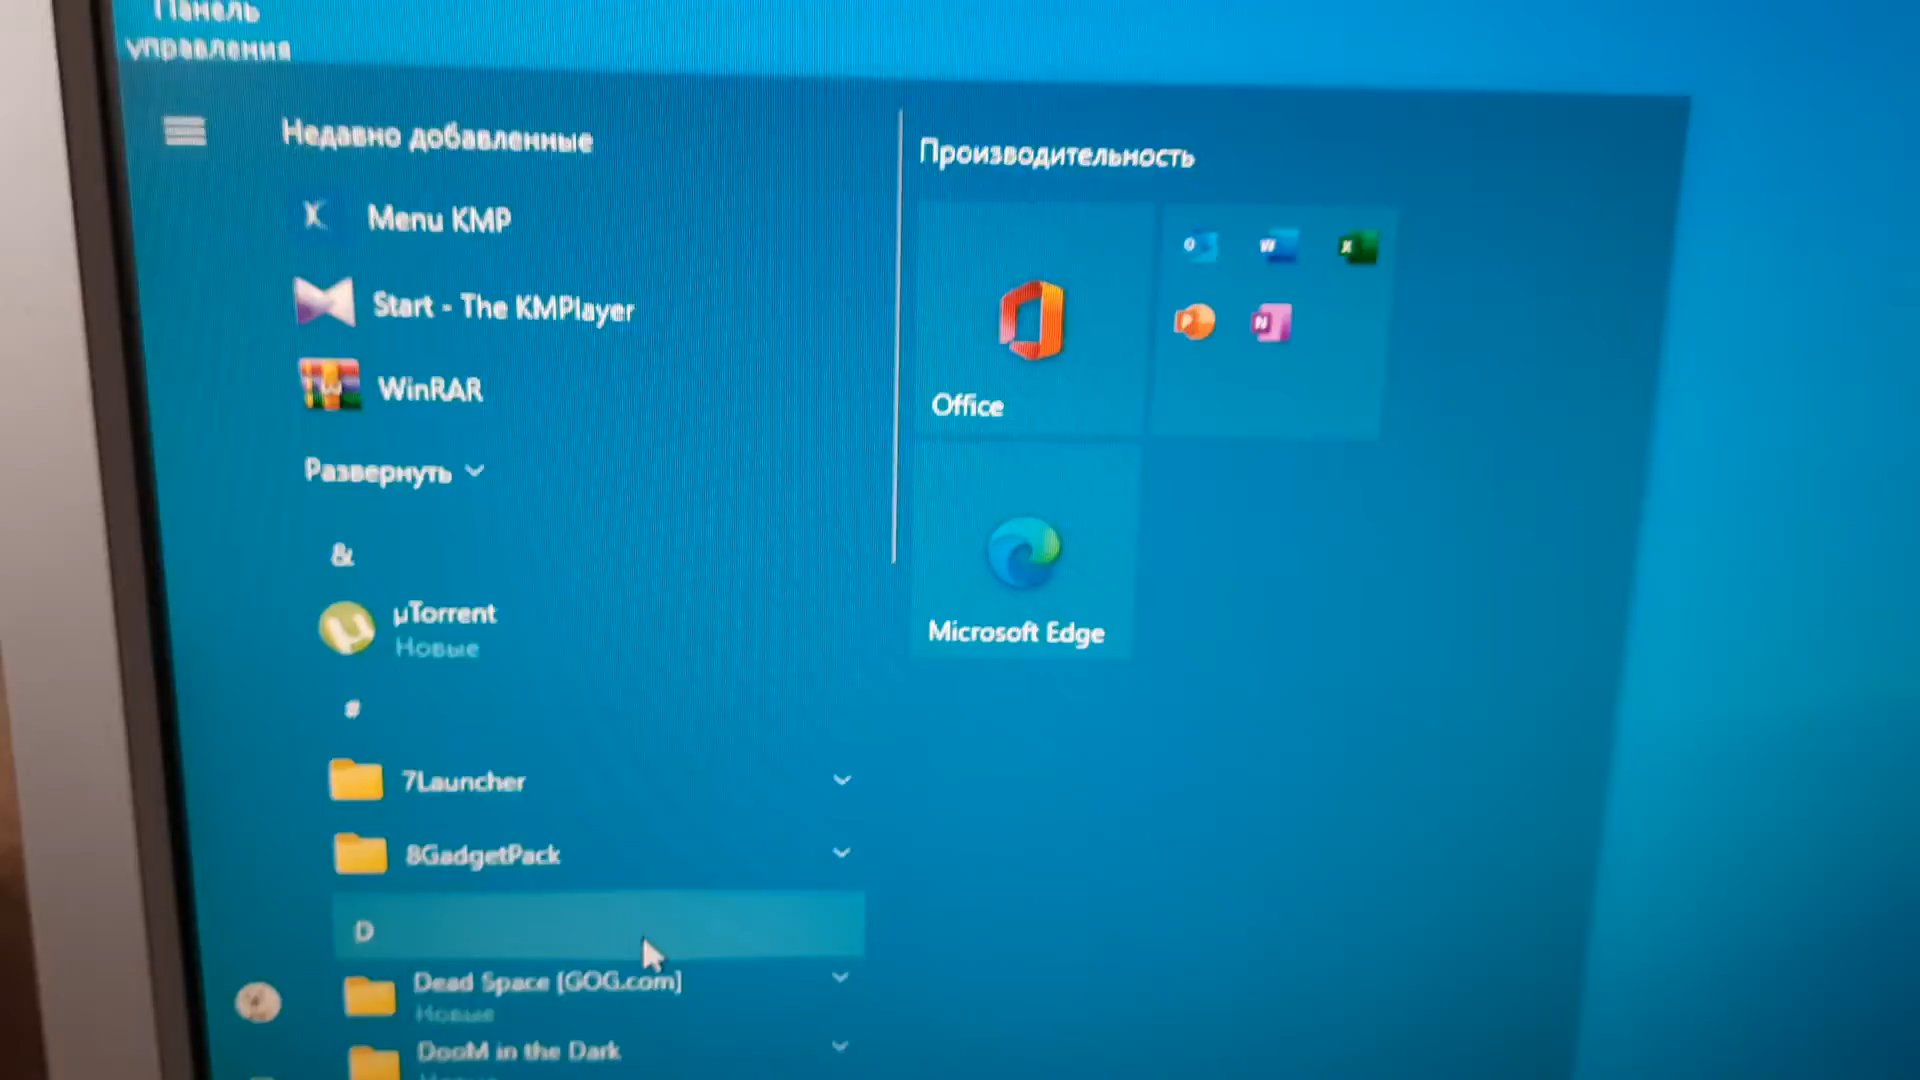 Панель
управления
Недавно добавленные
Menu KMP
Start - The KMPlayer
WinRAR
Развернуть
&
µTorrent
Новые
#
7Launcher
8GadgetPack
D
Dead Space [GOG.com]
Новые
DooM in the Dark
Производительность
Office
Microsoft Edge